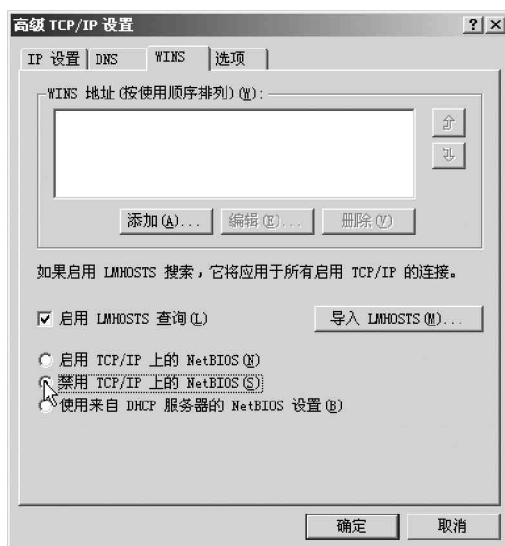 高级 TCP/IP 设置
IP 设置 DNS WINS 选项
WINS 地址(按使用顺序排列)(W):
添加(A)... 编辑(E)... 删除(V)
如果启用 LMHOSTS 搜索，它将应用于所有启用 TCP/IP 的连接。
启用 LMHOSTS 查询(L) 导入 LMHOSTS(M)...
启用 TCP/IP 上的 NetBIOS(N)
禁用 TCP/IP 上的 NetBIOS(S)
使用来自 DHCP 服务器的 NetBIOS 设置(B)
确定 取消